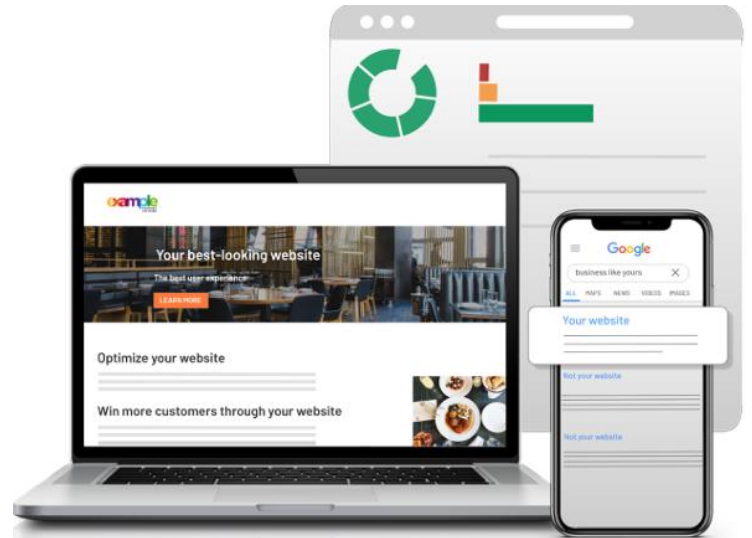 example
Your best-looking website
The best user experience
LEARN MORE
Optimize your website
Win more customers through your website
Google
business like yours X
ALL MAPS NEWS VIDEOS IMAGES
Your website
Not your website
Not your website